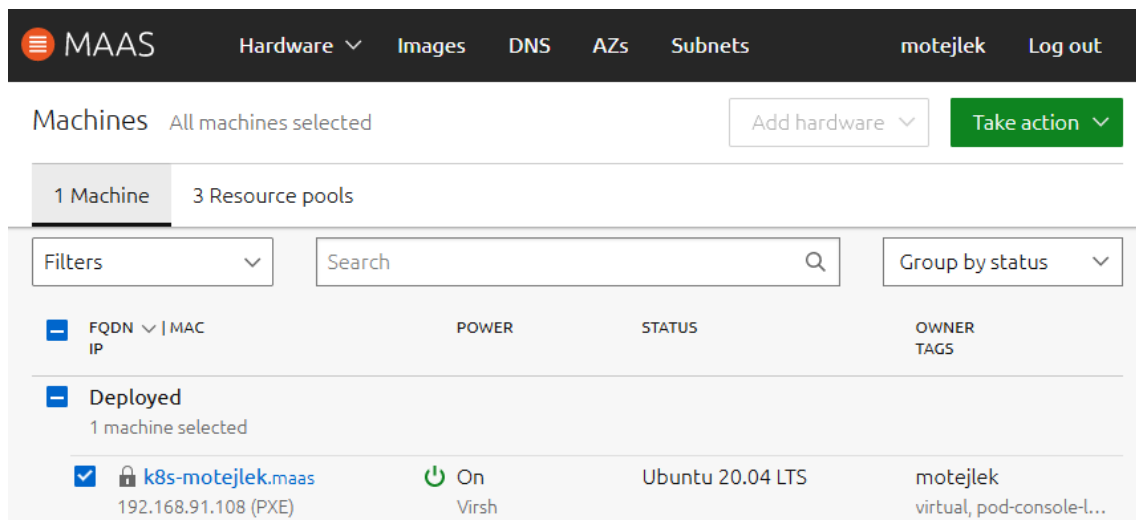 MAAS Hardware Images DNS AZs Subnets motejlek Log out
Machines All machines selected Add hardware Take action
1 Machine 3 Resource pools
Filters Search Group by status
FQDN | MAC POWER STATUS OWNER
IP TAGS
Deployed
1 machine selected
k8s-motejlek.maas On Ubuntu 20.04 LTS motejlek
192.168.91.108 (PXE) Virsh virtual, pod-console-l...